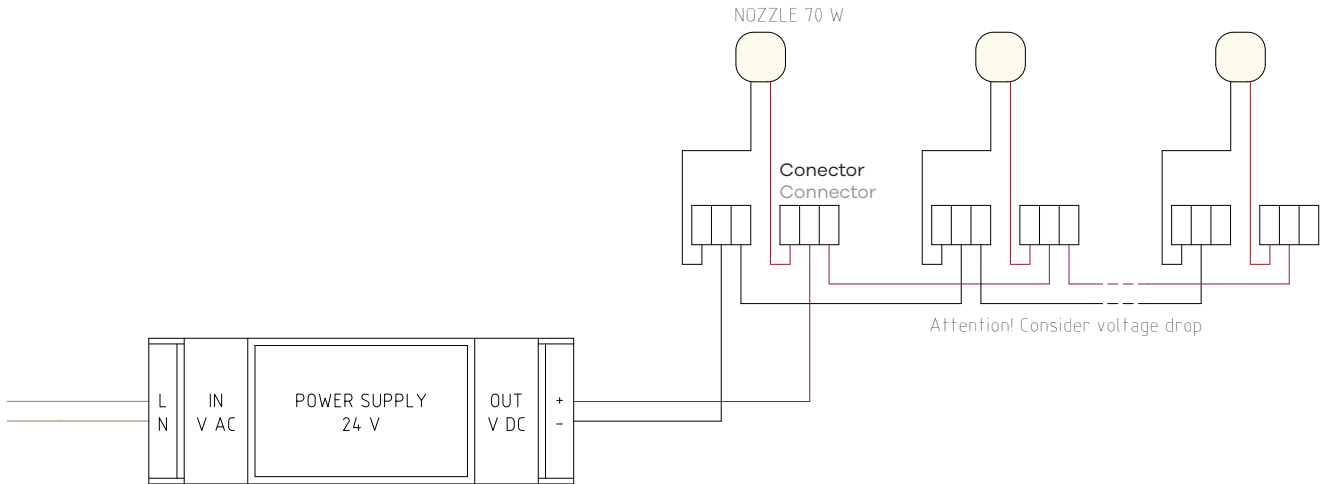 NOZZLE 70 W
Conector
Connector
Attention! Consider voltage drop
L
N
IN
V AC
POWER SUPPLY
24 V
OUT
V DC
+
-